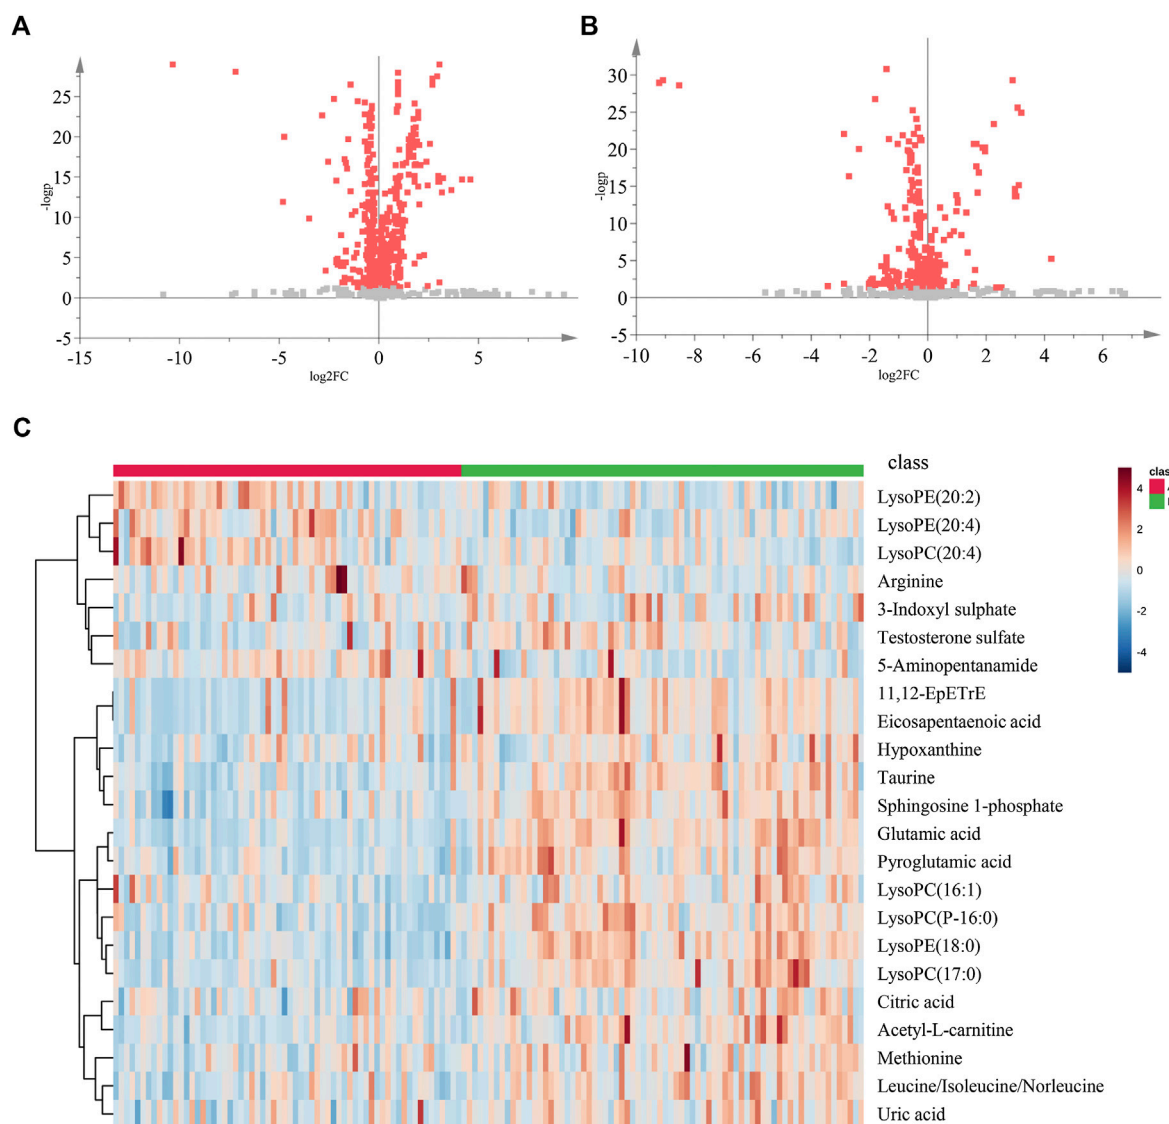 A
B
25
20
15
10
5
0
-5
-logp
-15
-10
-5
0
5
log2FC
30
25
20
15
10
5
0
-5
-logp
-10
-8
-6
-4
-2
0
2
4
6
log2FC
C
class
LysoPE(20:2)
LysoPE(20:4)
LysoPC(20:4)
Arginine
3-Indoxyl sulphate
Testosterone sulfate
5-Aminopentanamide
11,12-EpETrE
Eicosapentaenoic acid
Hypoxanthine
Taurine
Sphingosine 1-phosphate
Glutamic acid
Pyroglutamic acid
LysoPC(16:1)
LysoPC(P-16:0)
LysoPE(18:0)
LysoPC(17:0)
Citric acid
Acetyl-L-carnitine
Methionine
Leucine/Isoleucine/Norleucine
Uric acid
4
2
0
-2
-4
clas